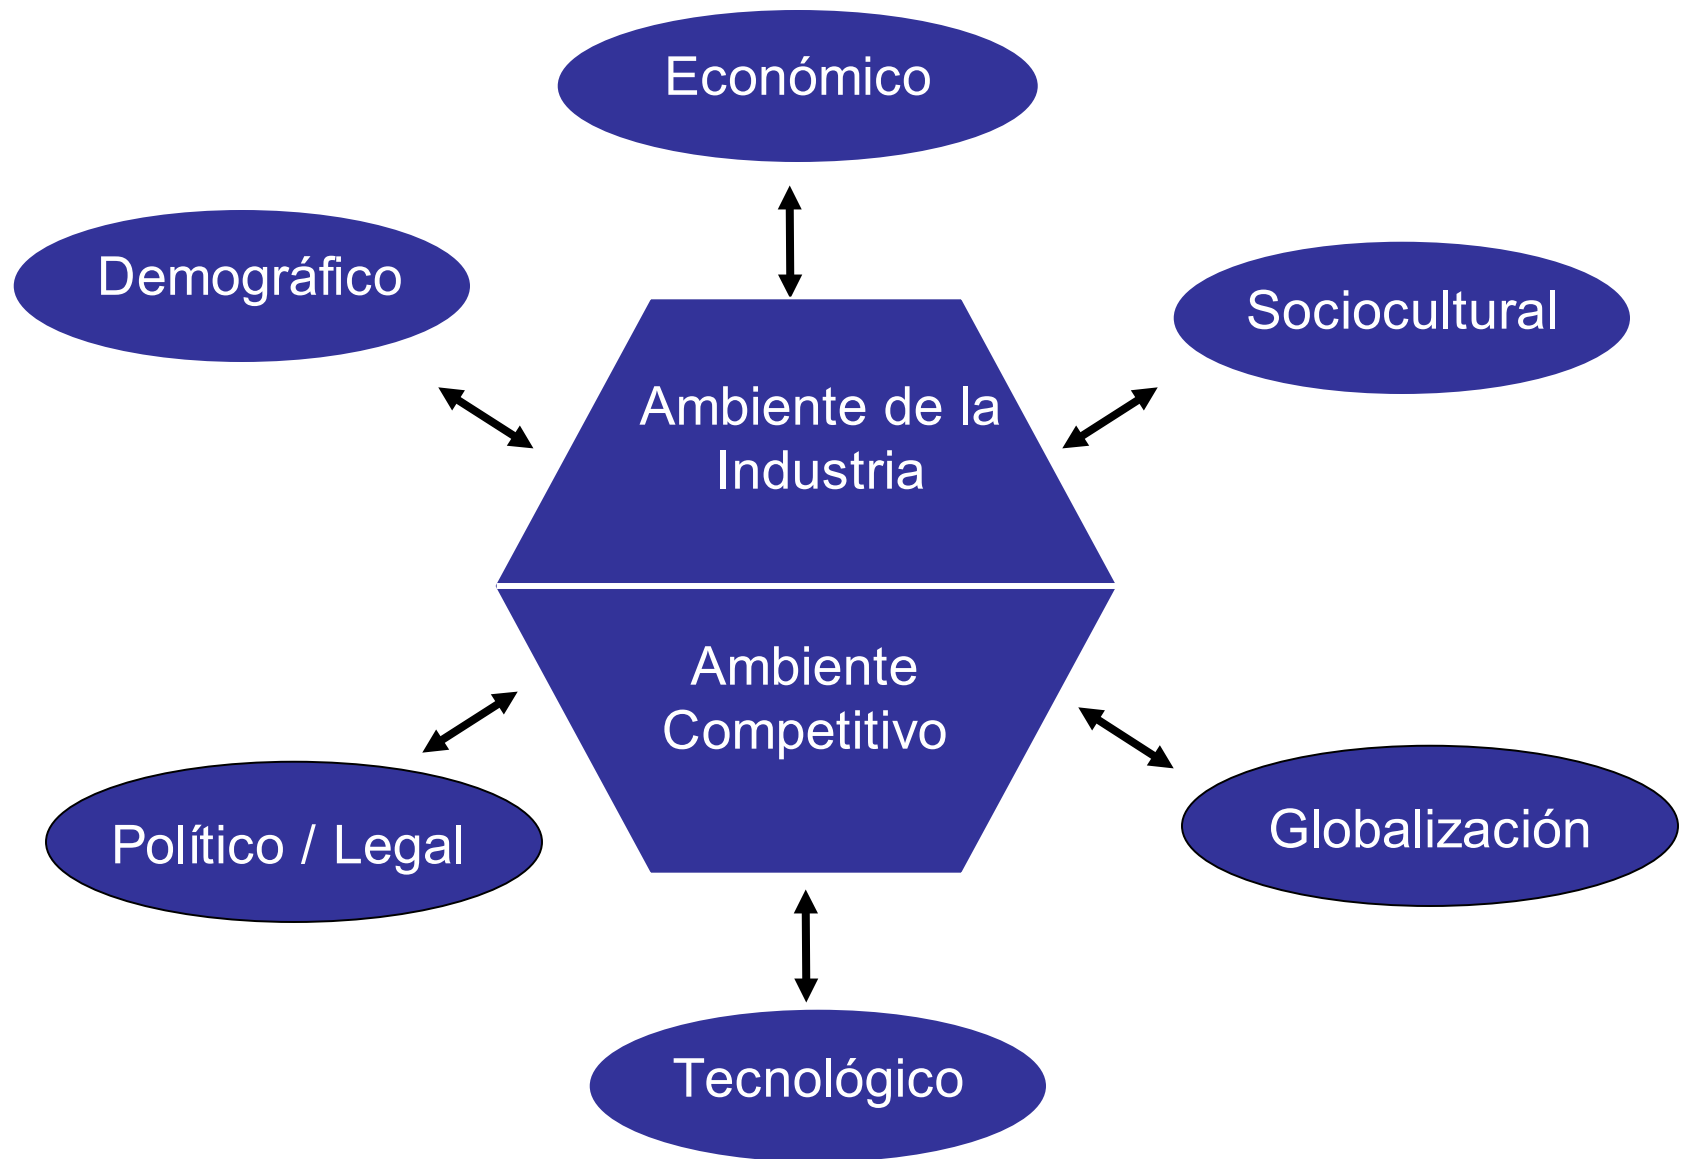 Económico
Demográfico
Sociocultural
Ambiente de la
Industria
Ambiente
Competitivo
Político / Legal
Globalización
Tecnológico